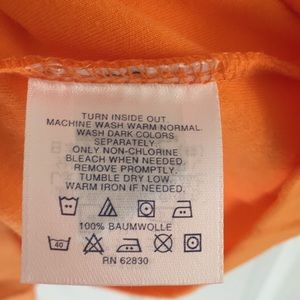 TURN INSIDE OUT.
MACHINE WASH WARM NORMAL.
WASH DARK COLORS
SEPARATELY.
ONLY NON-CHLORINE
BLEACH WHEN NEEDED.
REMOVE PROMPTLY.
TUMBLE DRY LOW.
WARM IRON IF NEEDED.
100% BAUMWOLLE
40
RN 62830